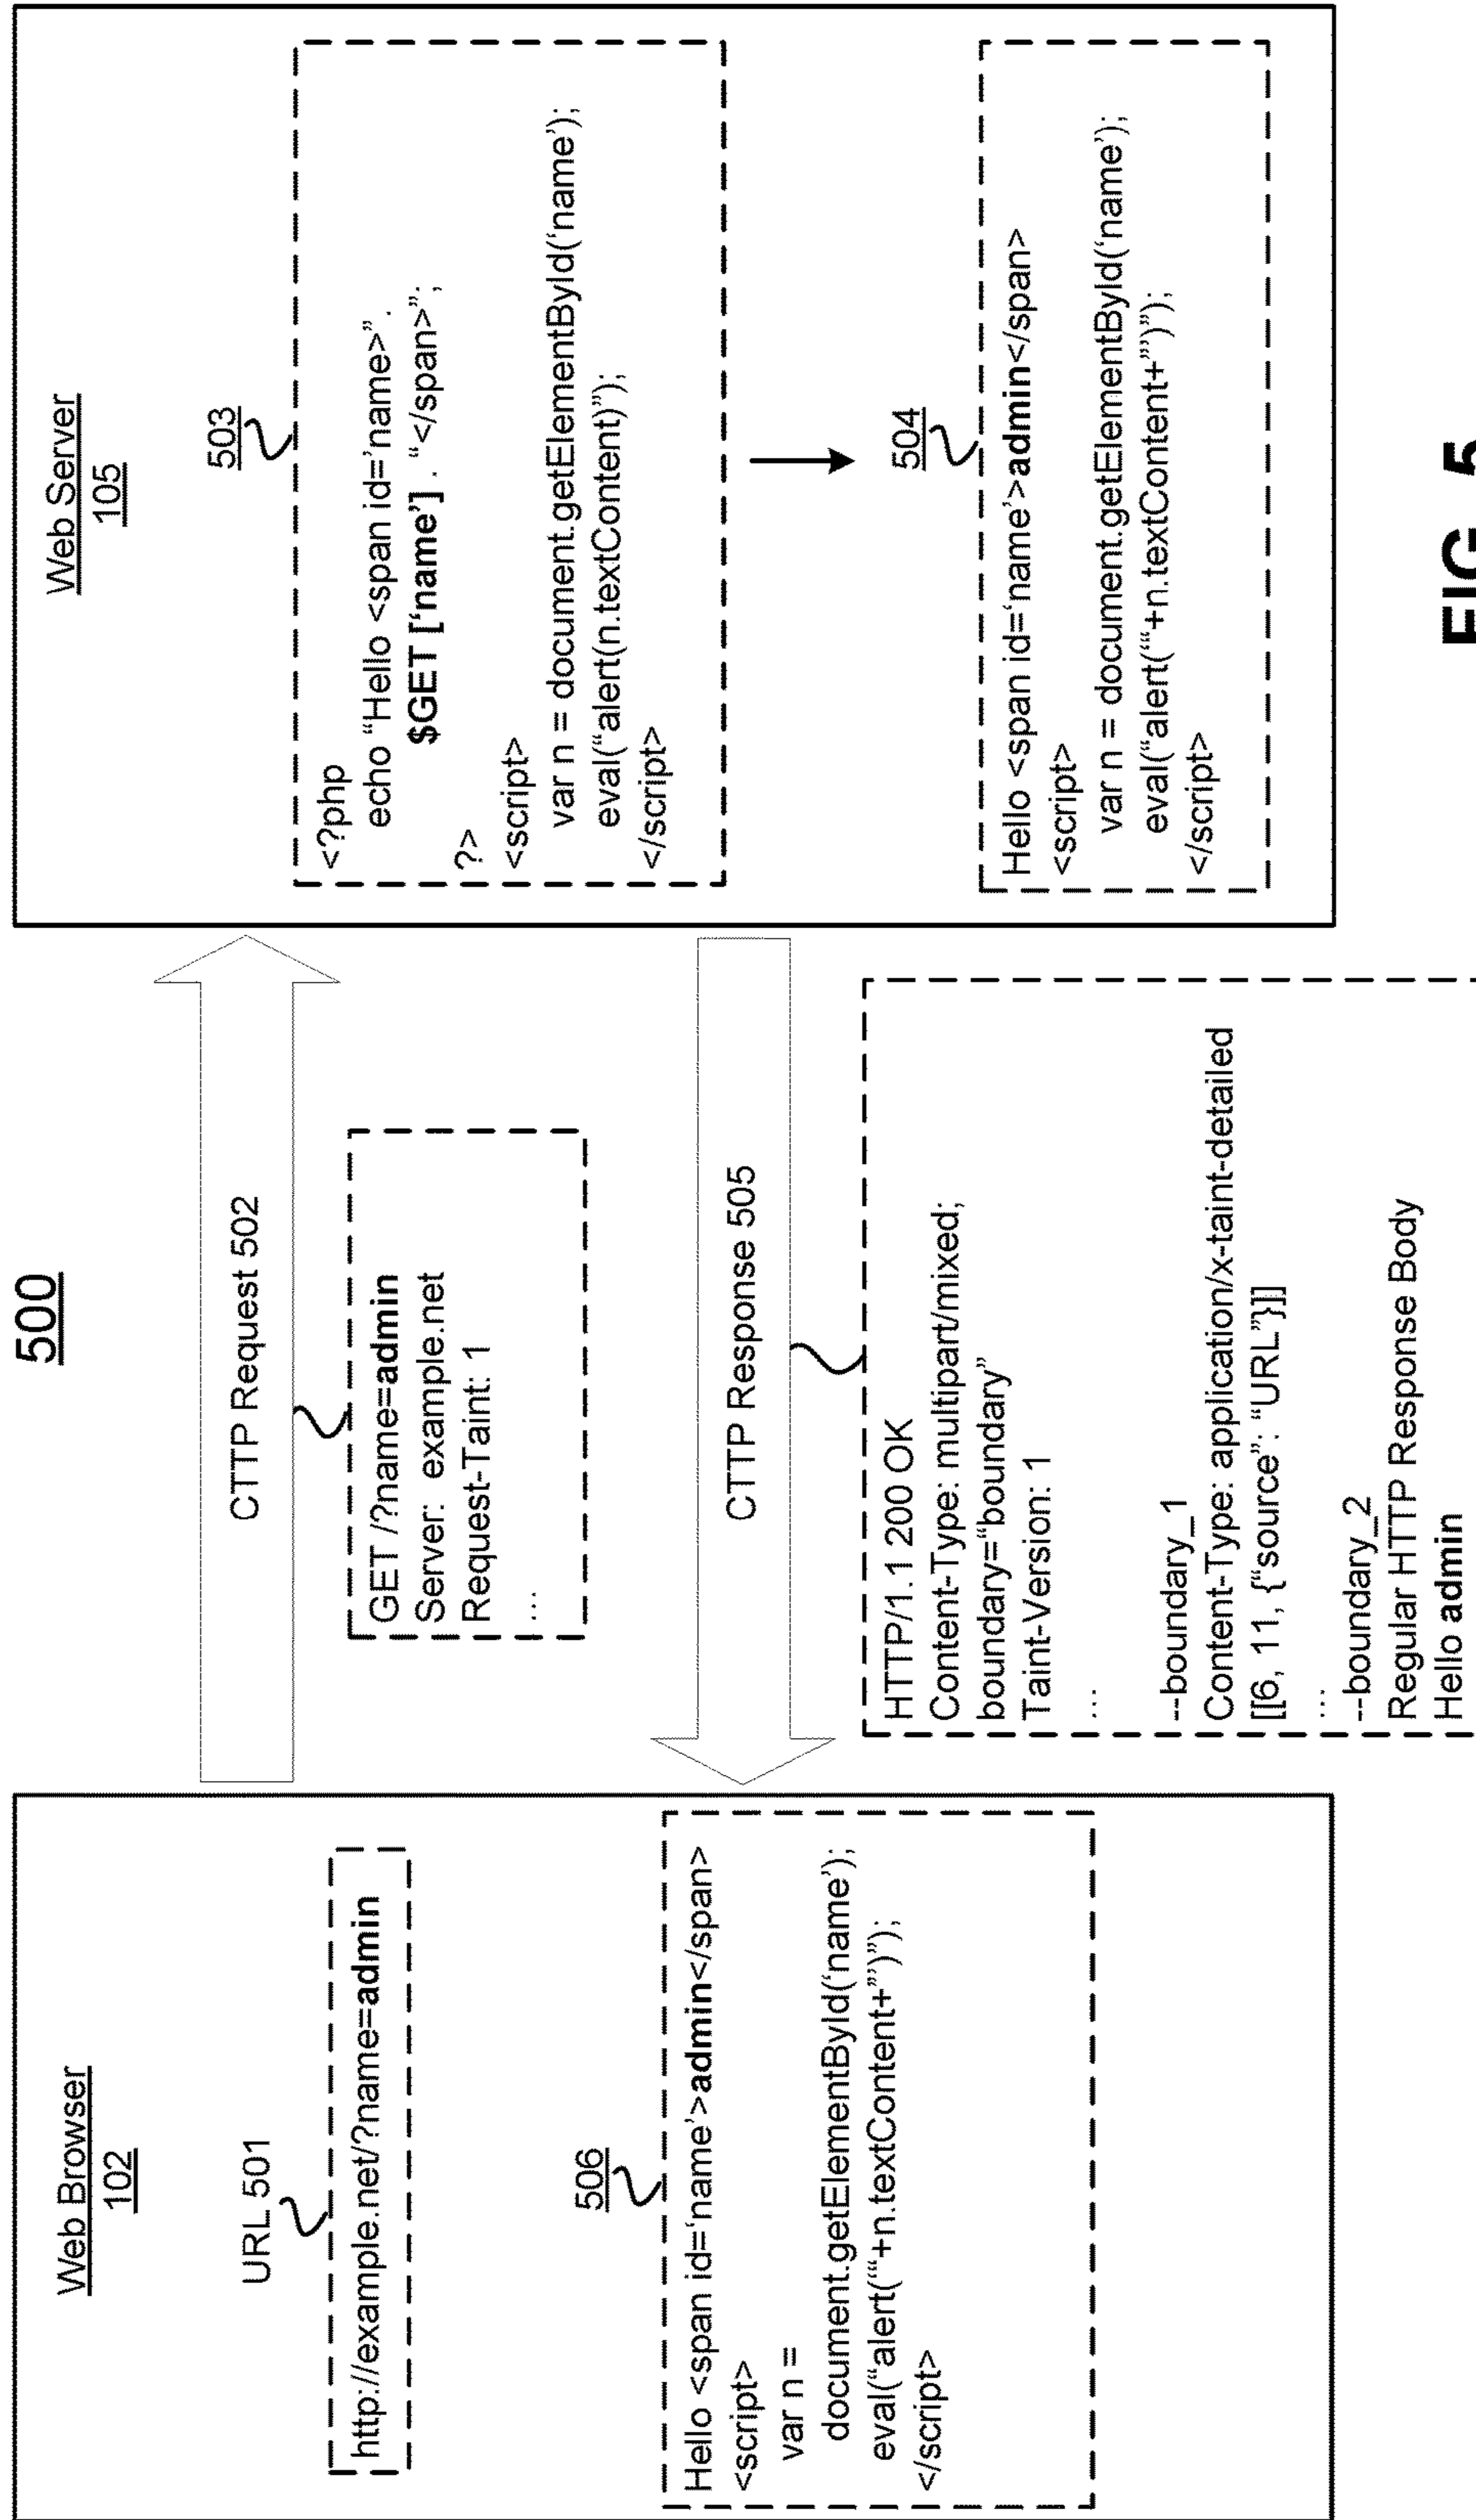 500
Web Browser
102
URL 501
http://example.net/?name=admin
506
Hello <span id=‘name’>admin</span>
<script>
var n =
document.getElementById(‘name’);
eval(“alert(‘“+n.textContent+”’)”);
</script>
CTTP Request 502
GET /?name=admin
Server: example.net
Request-Taint: 1
...
CTTP Response 505
HTTP/1.1 200 OK
Content-Type: multipart/mixed;
boundary=“boundary”
Taint-Version: 1
...
--boundary_1
Content-Type: application/x-taint-detailed
[[6, 11, {“source”: “URL”}]]
...
--boundary_2
Regular HTTP Response Body
Hello admin
Web Server
105
503
<?php
echo “Hello <span id=‘name>” .
$GET [‘name’] . “</span>”;
?>
<script>
var n = document.getElementById(‘name’);
eval(“alert(n.textContent)”);
</script>
504
Hello <span id=‘name’>admin</span>
<script>
var n = document.getElementById(‘name’);
eval(“alert(‘“+n.textContent+”’)”);
</script>
FIG. 5